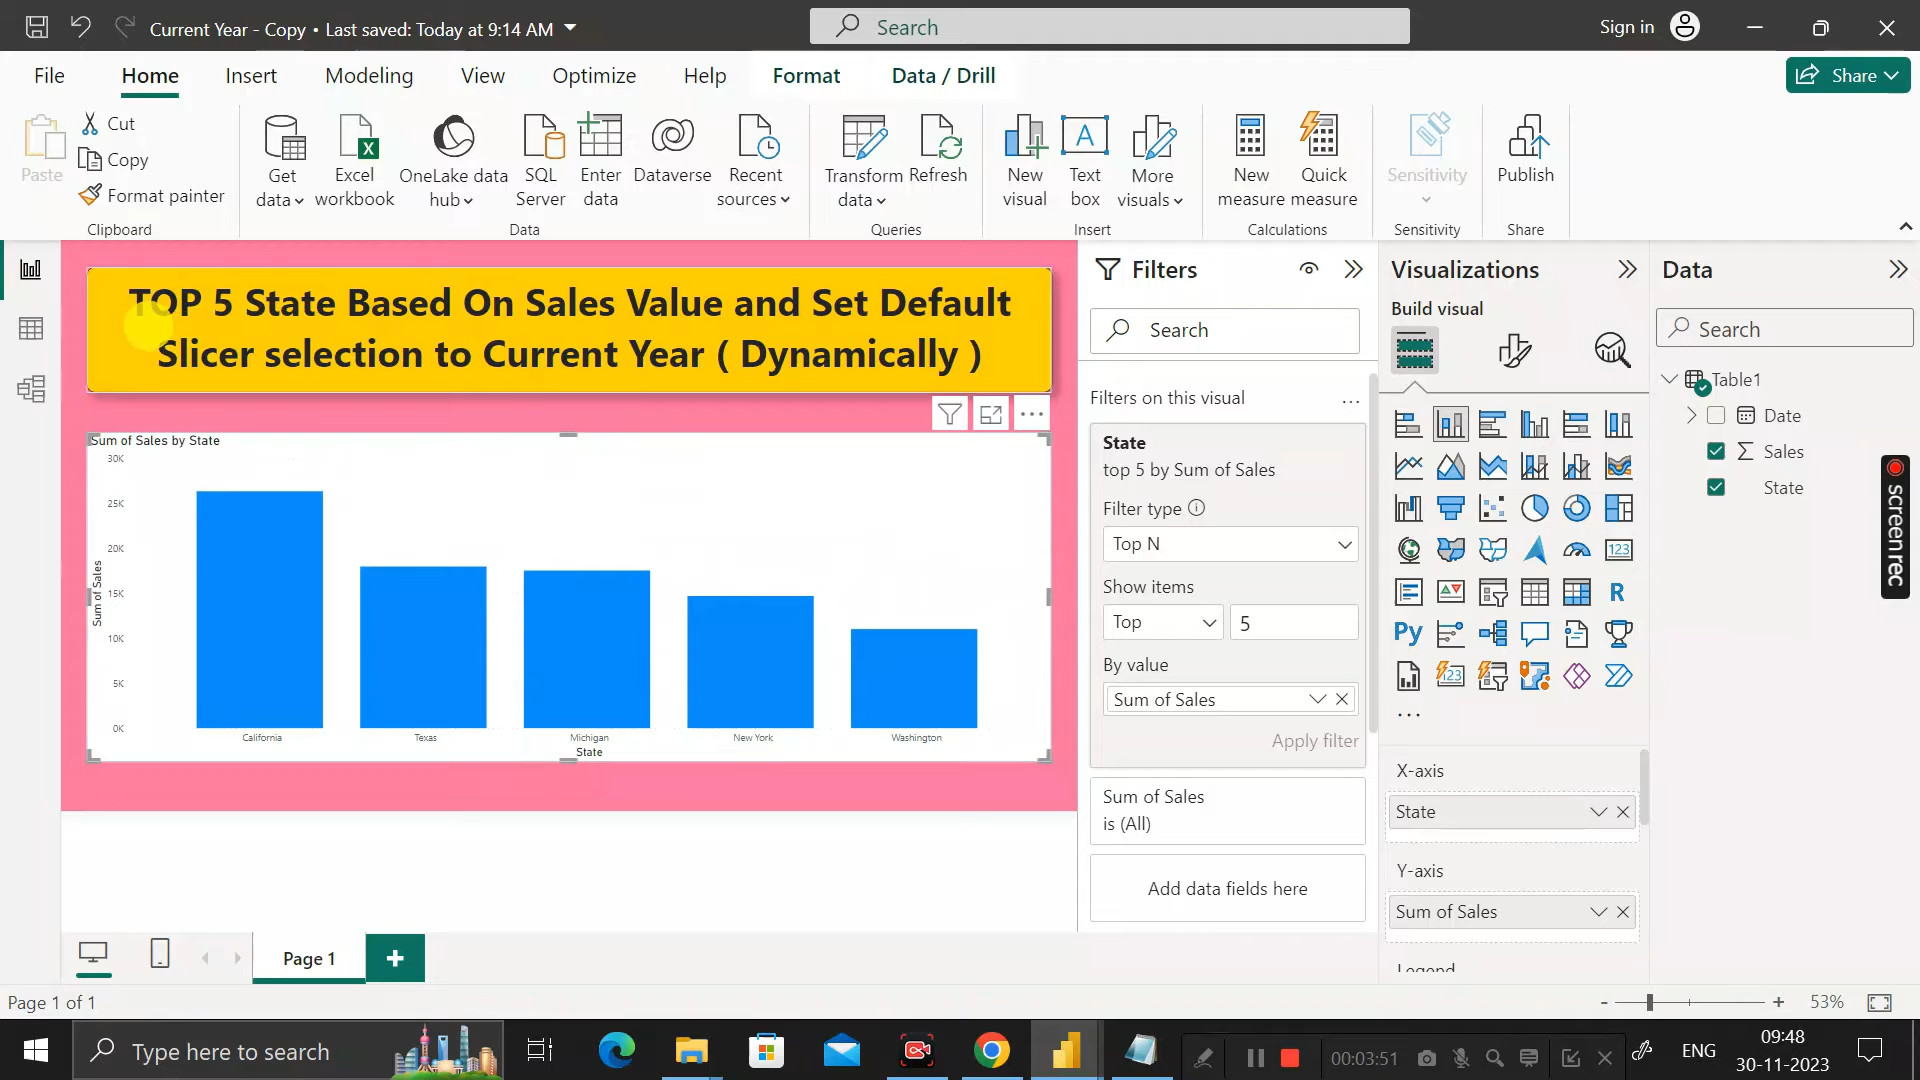 Current Year - Copy • Last saved: Today at 9:14 AM
Search
Sign in
File
Home
Insert
Modeling
View
Optimize
Help
Format
Data / Drill
Share
Paste
Cut
Copy
Format painter
Clipboard
Get data
Excel workbook
OneLake data hub
SQL Server
Enter data
Dataverse
Recent sources
Data
Transform data
Refresh
Queries
New visual
Text box
More visuals
Insert
New measure
Quick measure
Calculations
Sensitivity
Sensitivity
Publish
Share
TOP 5 State Based On Sales Value and Set Default
Slicer selection to Current Year ( Dynamically )
Sum of Sales by State
30K
25K
20K
15K
10K
5K
0K
Sum of Sales
California
Texas
Michigan
New York
Washington
State
Filters
Search
Filters on this visual
State
top 5 by Sum of Sales
Filter type
Top N
Show items
Top
5
By value
Sum of Sales
Apply filter
Sum of Sales
is (All)
Add data fields here
Visualizations
Build visual
123
R
Py
123
X-axis
State
Y-axis
Sum of Sales
Legend
Data
Search
Table1
Date
Sales
State
screen rec
Page 1
Page 1 of 1
53%
Type here to search
00:03:51
ENG
09:48
30-11-2023